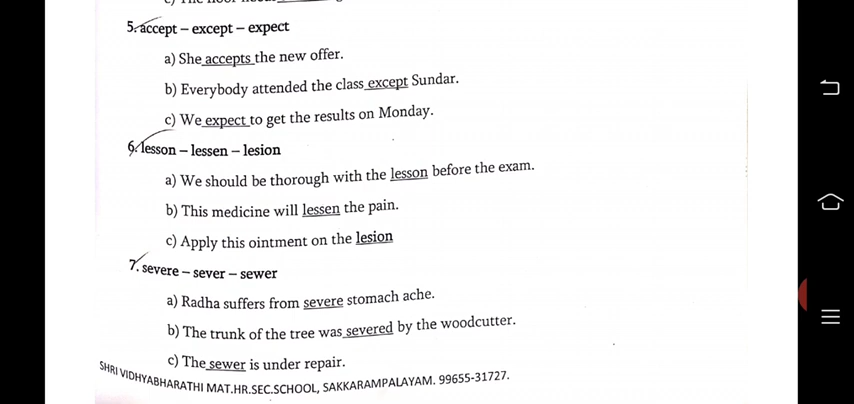 5. accept – except – expect
a) She accepts the new offer.
b) Everybody attended the class except Sundar.
c) We expect to get the results on Monday.
6. lesson – lessen – lesion
a) We should be thorough with the lesson before the exam.
b) This medicine will lessen the pain.
c) Apply this ointment on the lesion
7. severe – sever – sewer
a) Radha suffers from severe stomach ache.
b) The trunk of the tree was severed by the woodcutter.
c) The sewer is under repair.
SHRI VIDHYABHARATHI MAT.HR.SEC.SCHOOL, SAKKARAMPALAYAM. 99655-31727.